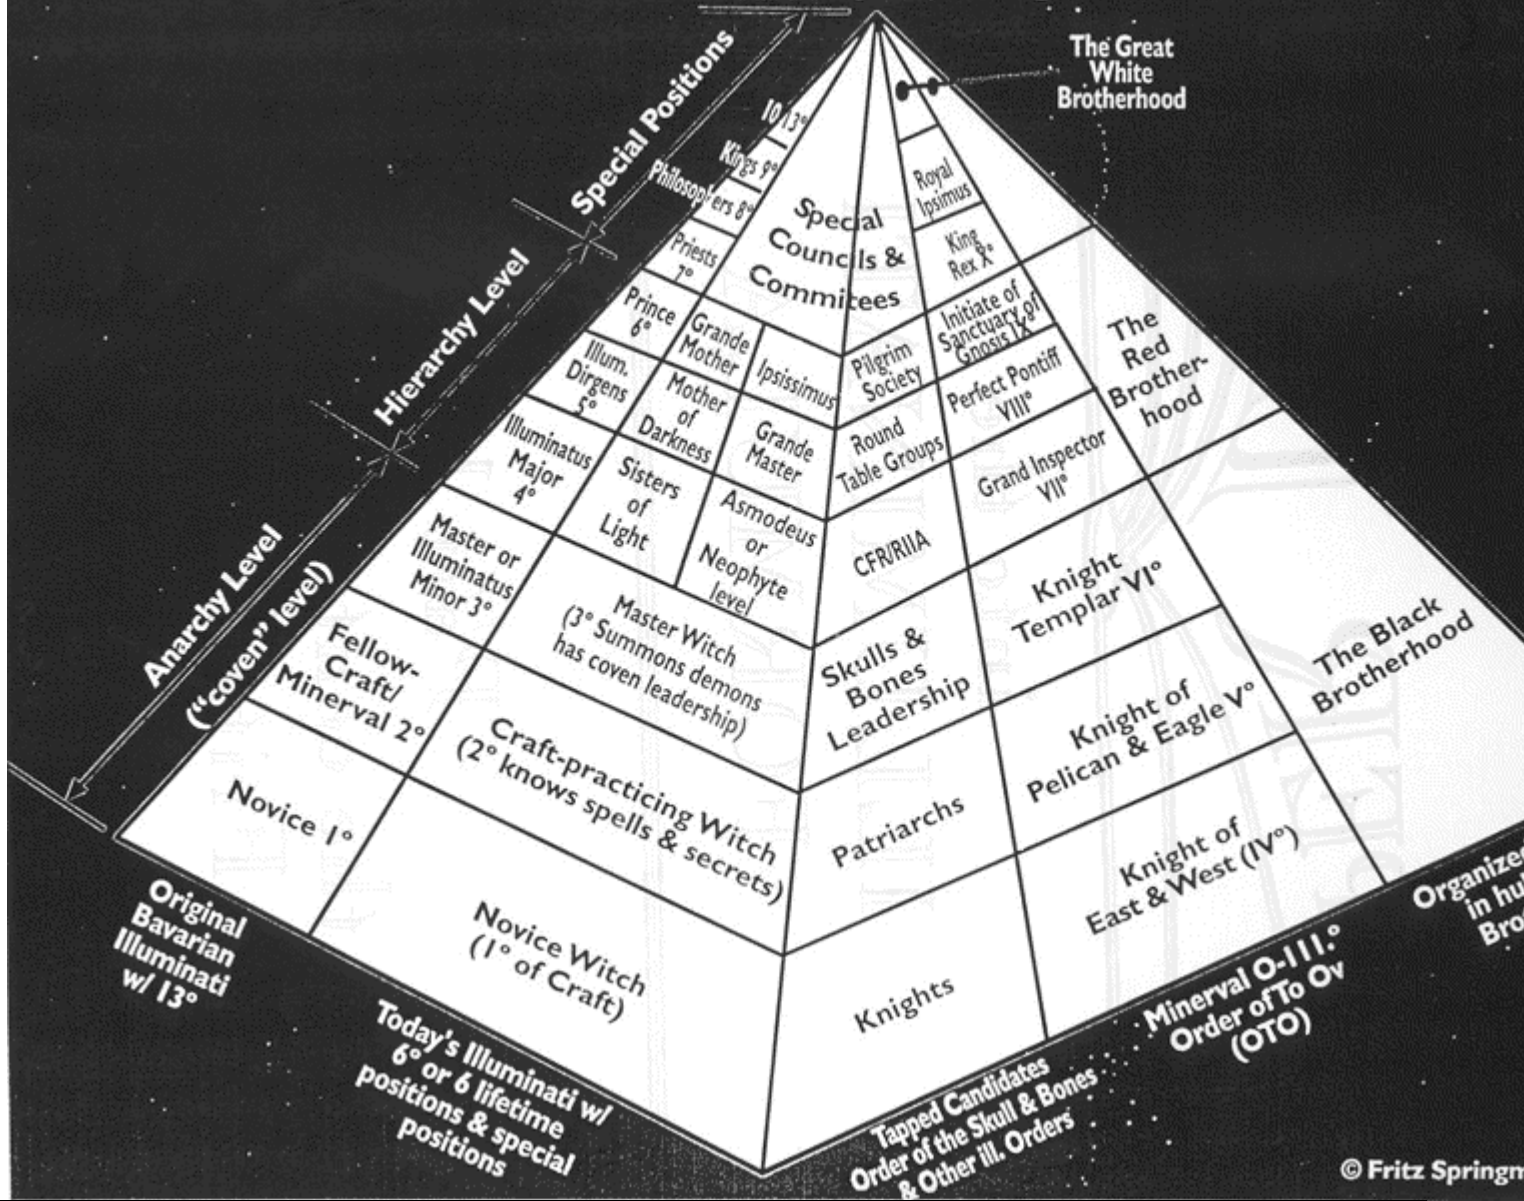 Special Positions
Hierarchy Level
Anarchy Level
("coven" level)
The Great
White
Brotherhood
10 13°
Kings 9°
Philosophers 8°
Priests
7°
Prince
6°
Illum.
Dirgens
5°
Illuminatus
Major
4°
Master or
Illuminatus
Minor 3°
Fellow-
Craft/
Minerval 2°
Novice 1°
Original
Bavarian
Illuminati
w/ 13°
Special
Councils &
Commitees
Grande
Mother
Ipsissimus
Mother
of
Darkness
Grande
Master
Sisters
of
Light
Asmodeus
or
Neophyte
level
Master Witch
(3° Summons demons
has coven leadership)
Craft-practicing Witch
(2° knows spells & secrets)
Novice Witch
(1° of Craft)
Today's Illuminati w/
6° or 6 lifetime
positions & special
positions
Pilgrim
Society
Round
Table Groups
CFR/RIIA
Skulls &
Bones
Leadership
Patriarchs
Knights
Tapped Candidates
Order of the Skull & Bones
& Other ill. Orders
Royal
Ipsimus
King
Rex X°
Initiate of
Sanctuary of
Gnosis IX°
Perfect Pontiff
VIII°
Grand Inspector
VII°
Knight
Templar VI°
Knight of
Pelican & Eagle V°
Knight of
East & West (IV°)
Minerval O-111.°
Order of To Ov
(OTO)
The
Red
Brother-
hood
The Black
Brotherhood
in
© Fritz